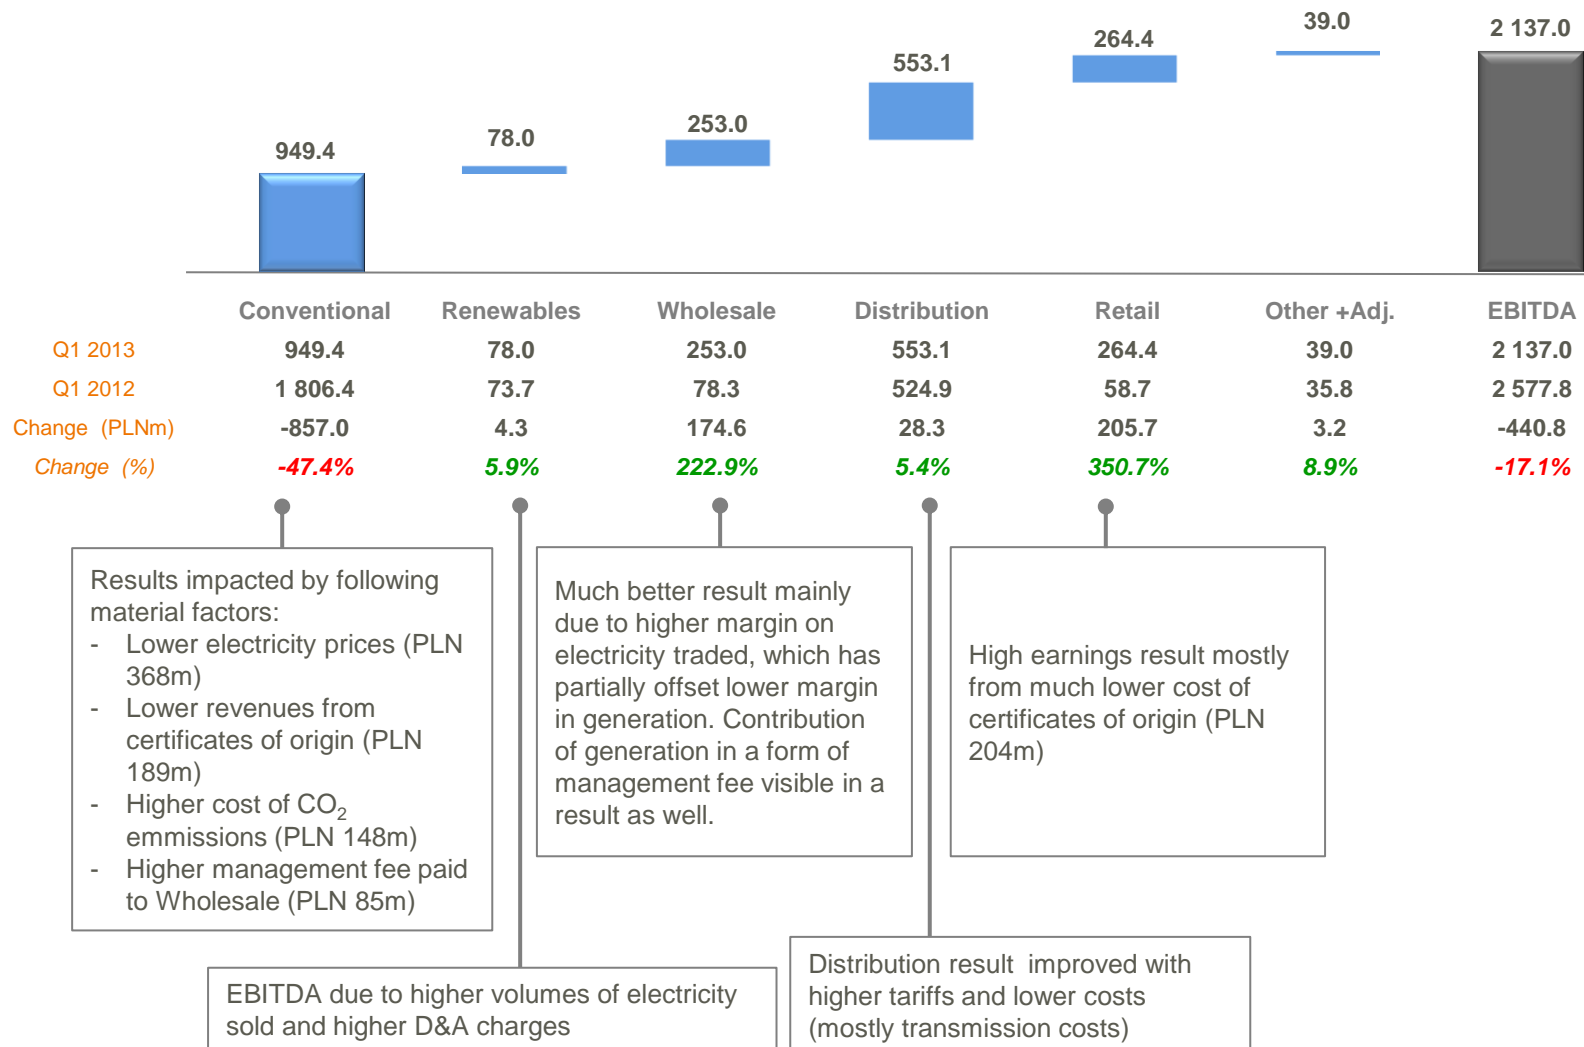 949.4
78.0
253.0
553.1
264.4
39.0
2 137.0
Conventional Renewables Wholesale Distribution Retail Other +Adj. EBITDA
Q1 2013 949.4 78.0 253.0 553.1 264.4 39.0 2 137.0
Q1 2012 1 806.4 73.7 78.3 524.9 58.7 35.8 2 577.8
Change (PLNm) -857.0 4.3 174.6 28.3 205.7 3.2 -440.8
Change (%) -47.4% 5.9% 222.9% 5.4% 350.7% 8.9% -17.1%
Results impacted by following
material factors:
- Lower electricity prices (PLN
368m)
- Lower revenues from
certificates of origin (PLN
189m)
- Higher cost of CO2
emmissions (PLN 148m)
- Higher management fee paid
to Wholesale (PLN 85m)
Much better result mainly
due to higher margin on
electricity traded, which has
partially offset lower margin
in generation. Contribution
of generation in a form of
management fee visible in a
result as well.
High earnings result mostly
from much lower cost of
certificates of origin (PLN
204m)
EBITDA due to higher volumes of electricity
sold and higher D&A charges
Distribution result improved with
higher tariffs and lower costs
(mostly transmission costs)